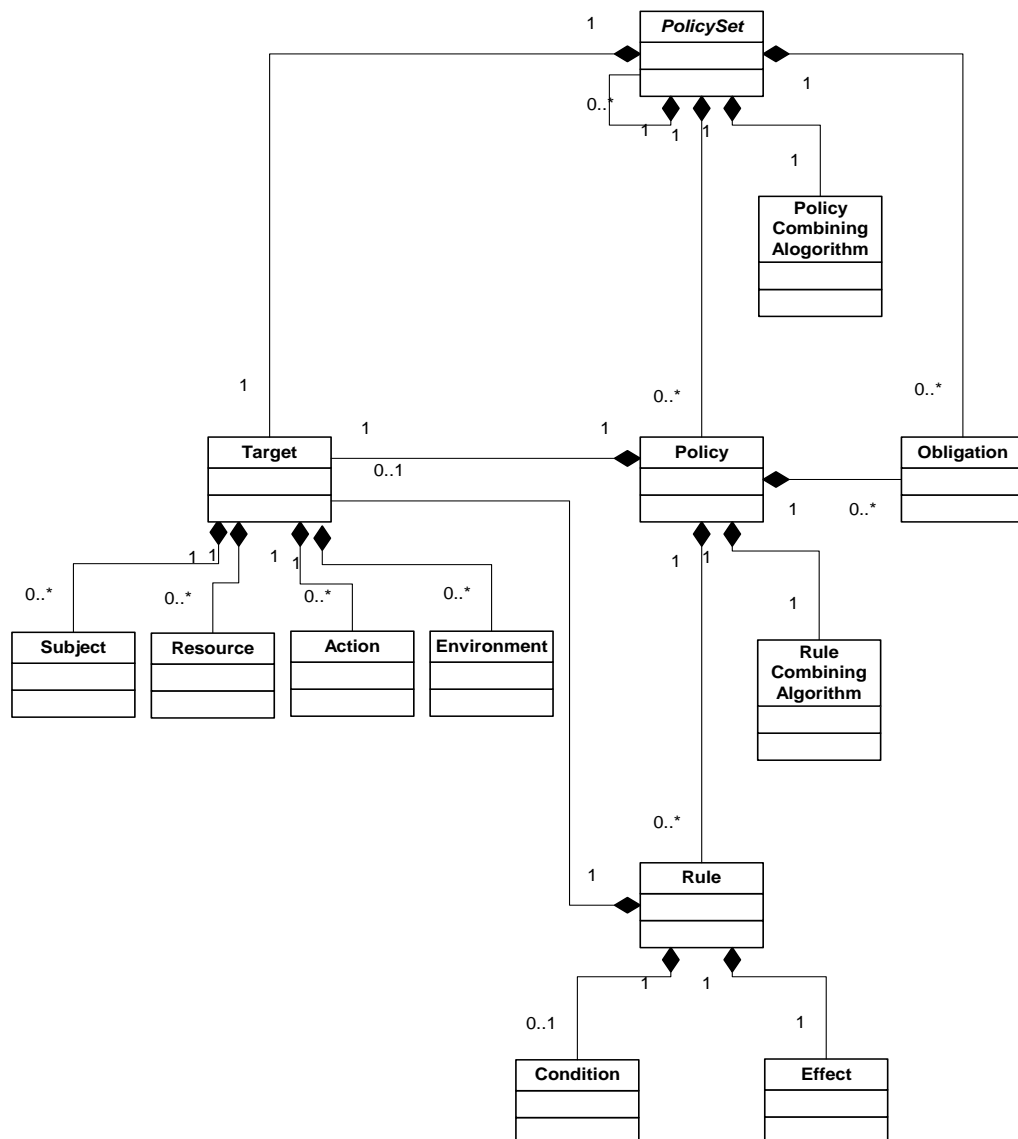 1
PolicySet
1
0..*
1
1
1
1
Policy
Combining
Alogorithm
1
0..*
0..*
1
1
Target
Policy
Obligation
0..1
1
0..*
1
1
1
1
1
1
0..*
0..*
0..*
0..*
1
Subject
Resource
Action
Environment
Rule
Combining
Algorithm
0..*
1
Rule
1
1
0..1
1
Condition
Effect